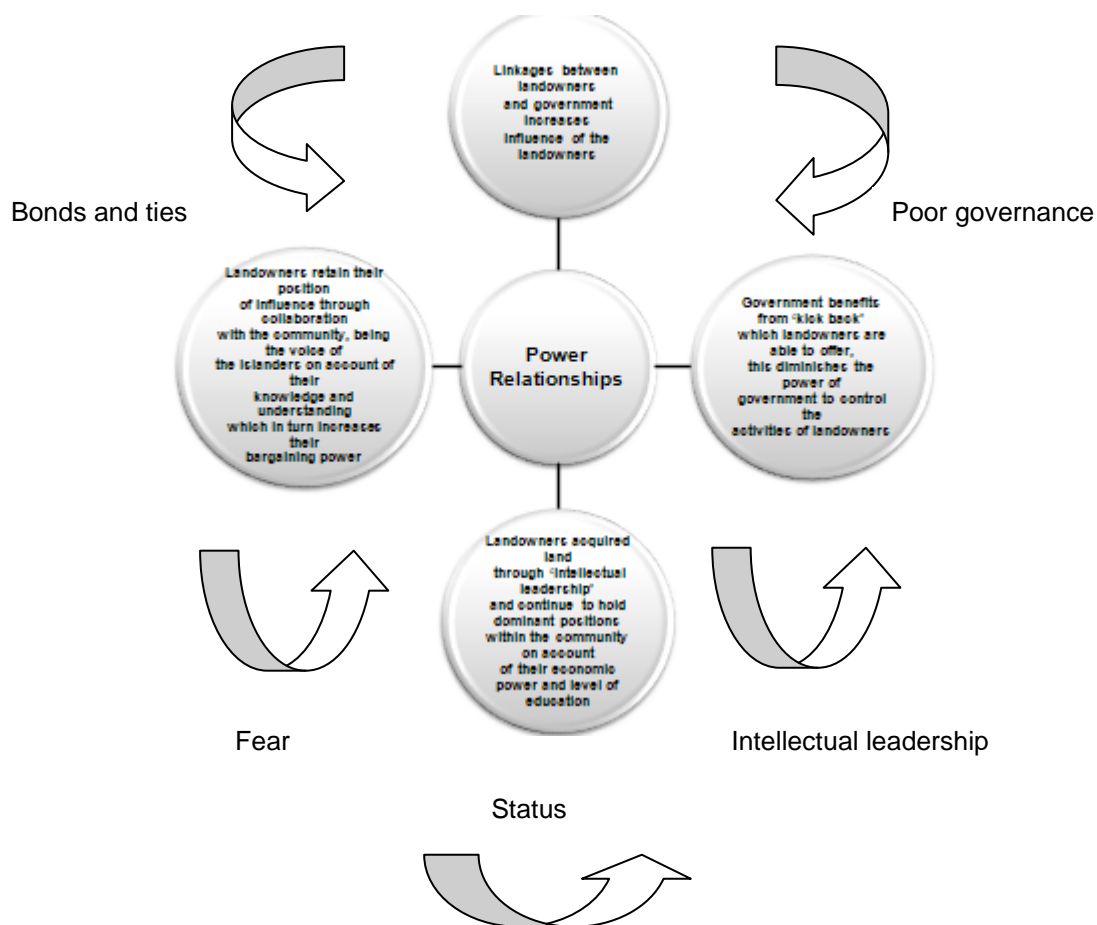 Linkages between
landowners
and government
increases
influence of the
landowners
Bonds and ties
Poor governance
Landowners retain their
position
of influence through
collaboration
with the community, being
the voice of
the islanders on account of
their
knowledge and
understanding
which in turn increases
their
bargaining power
Power
Relationships
Government benefits
from ‘kick back’
which landowners are
able to offer,
this diminishes the
power of
government to control
the
activities of landowners
Landowners acquired
land
through ‘intellectual
leadership’
and continue to hold
dominant positions
within the community
on account
of their economic
power and level of
education
Fear
Intellectual leadership
Status